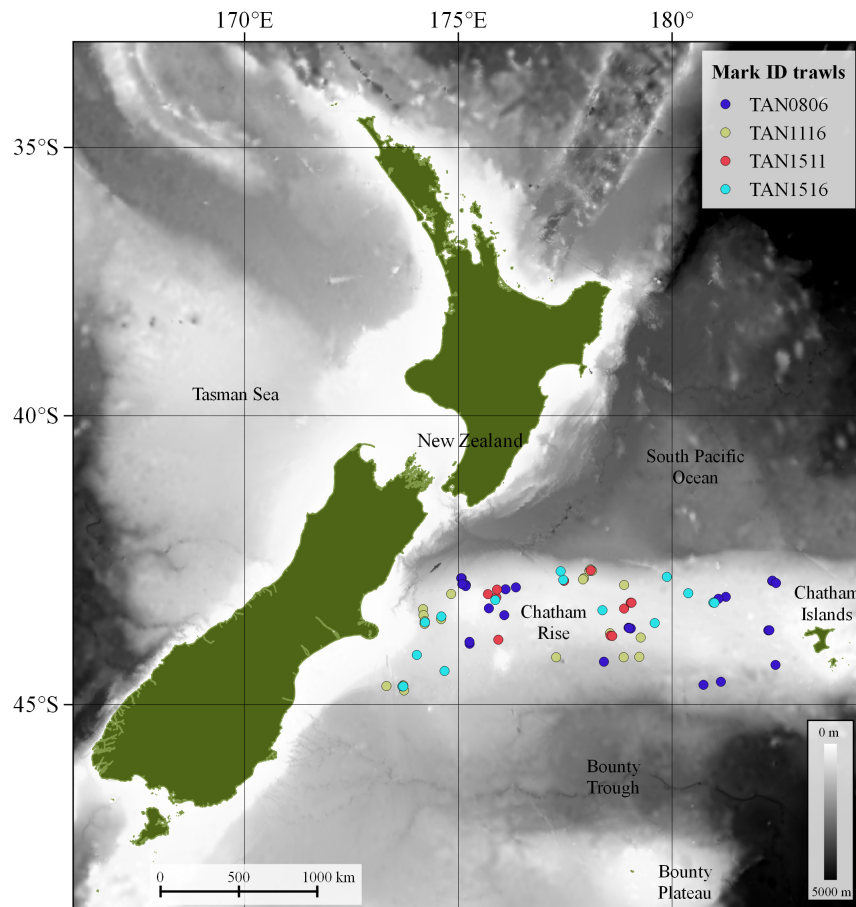 170°E 175°E 180°
Mark ID trawls
TAN0806
TAN1116
TAN1511
TAN1516
35°S
Tasman Sea
40°S
New Zealand
South Pacific
Ocean
Chatham
Rise
Chatham
Islands
45°S
0 m
Bounty
Trough
Bounty
Plateau
0 500 1000 km
5000 m